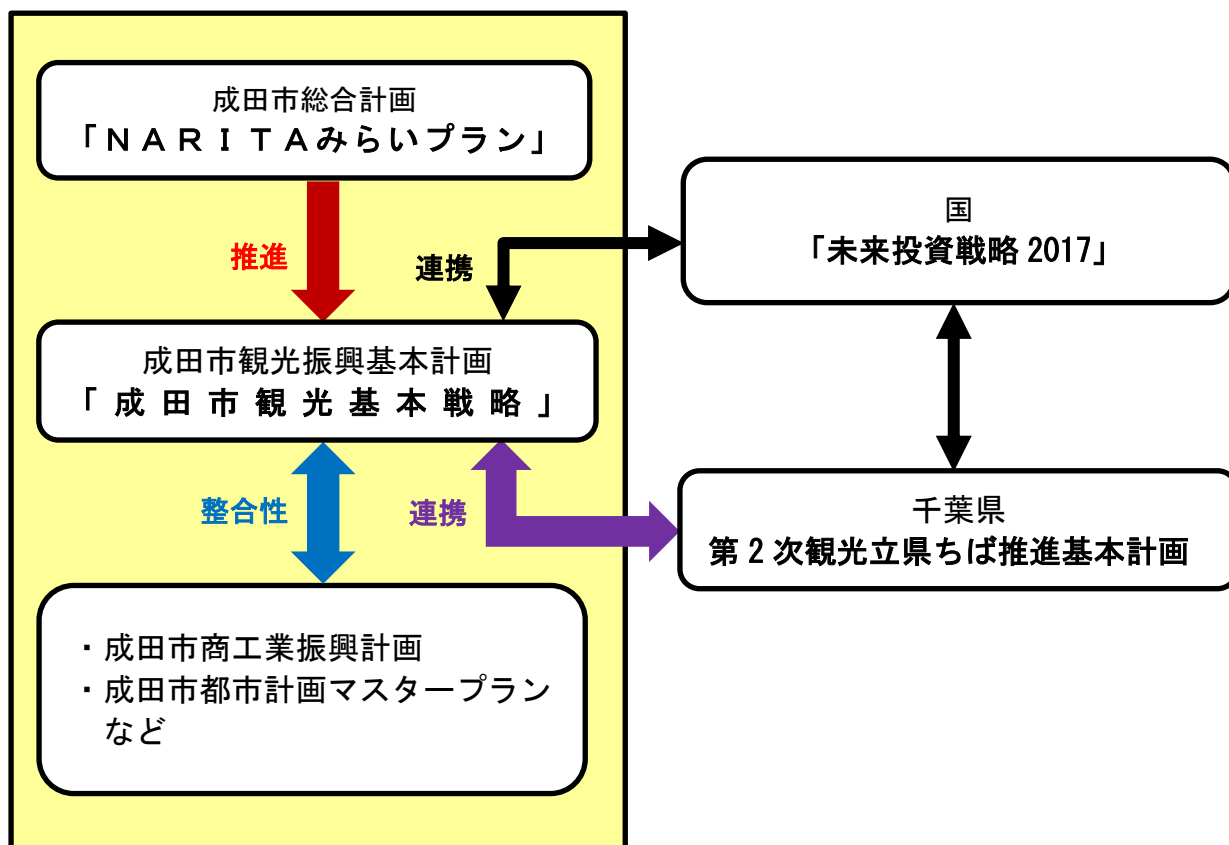 成田市総合計画
「ＮＡＲＩＴＡみらいプラン」
推進
連携
国
「未来投資戦略 2017」
成田市観光振興基本計画
「成田市観光基本戦略」
整合性
連携
千葉県
第２次観光立県ちば推進基本計画
・成田市商工業振興計画
・成田市都市計画マスタープラン
など